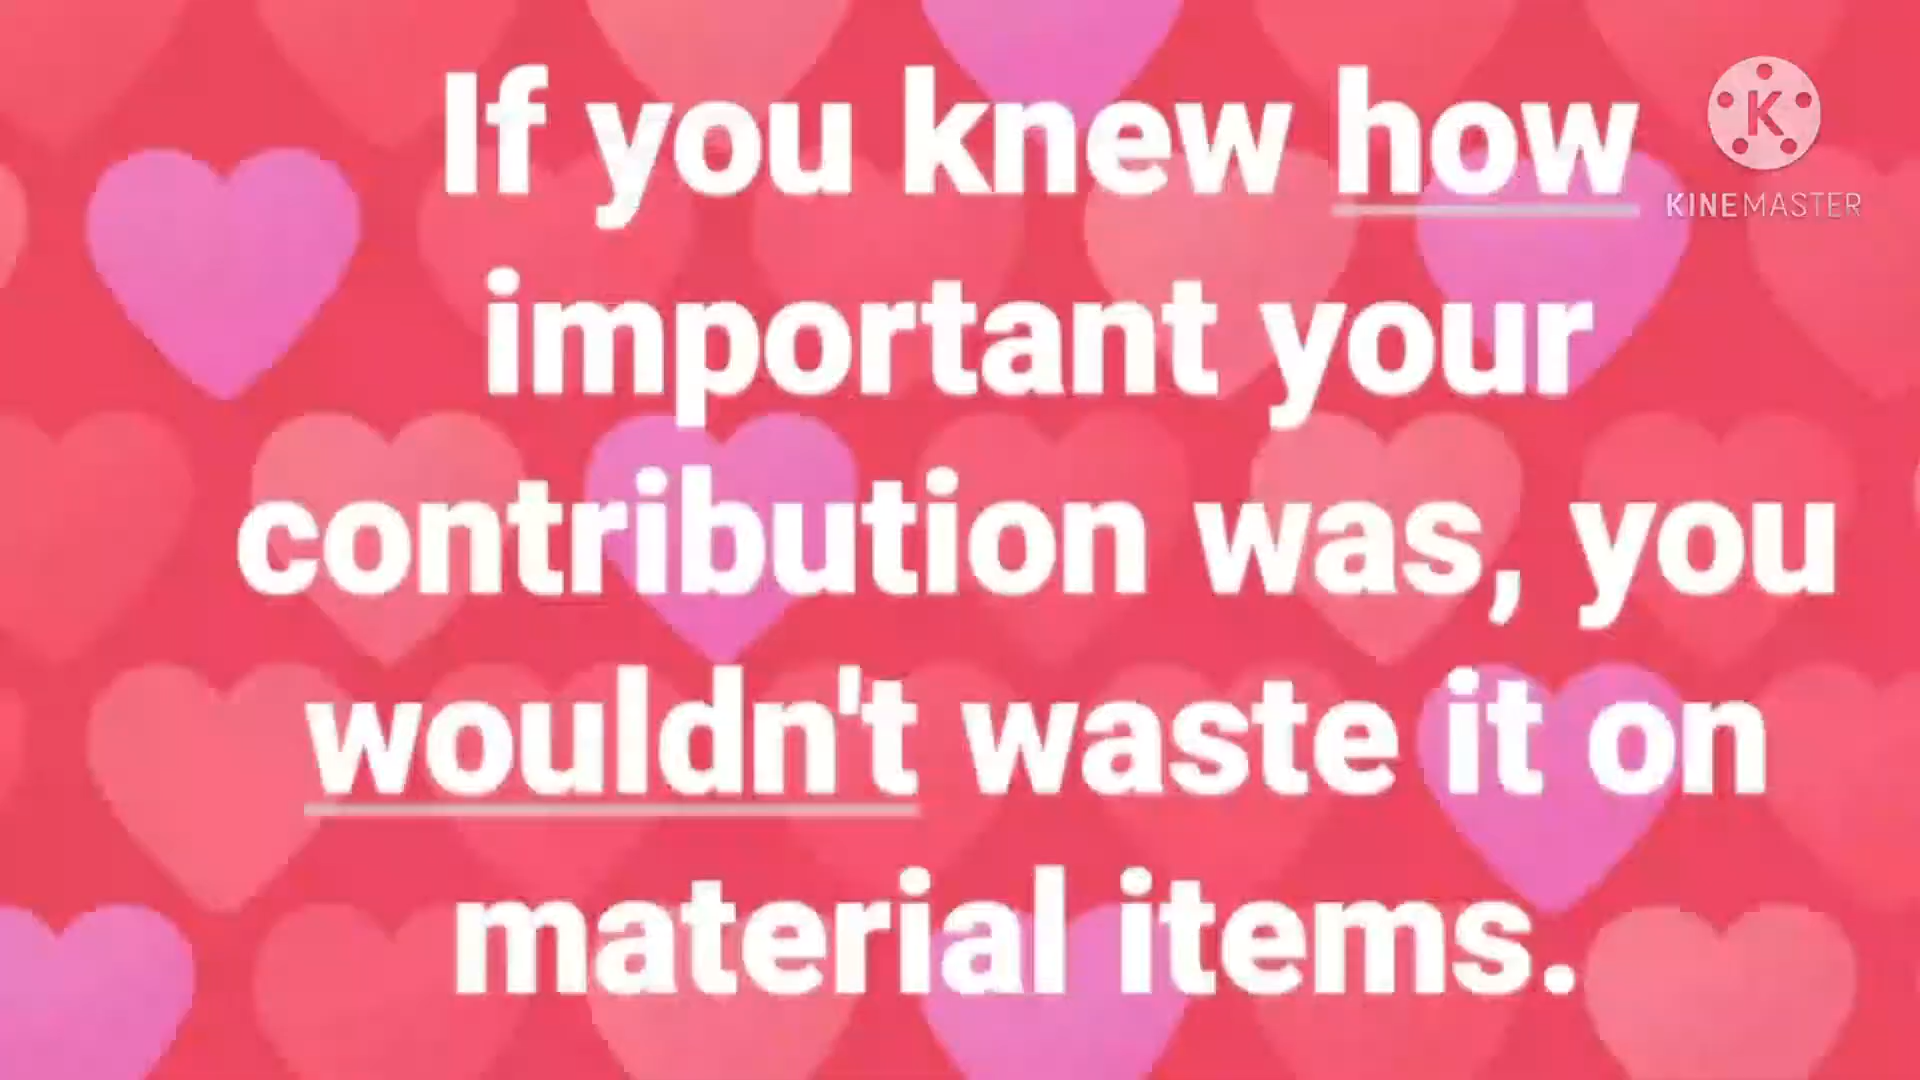 If you knew how
important your
contribution was, you
wouldn't waste it on
material items.
K
KINEMASTER